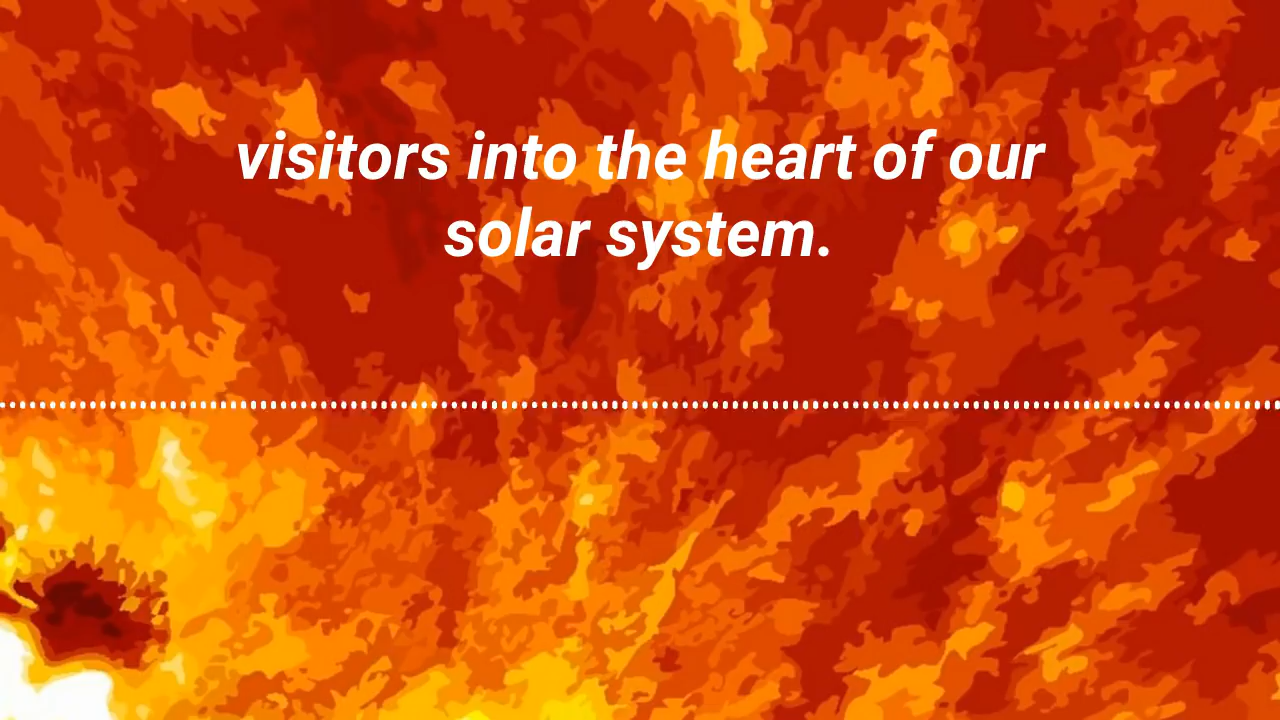 visitors into the heart of our
solar system.